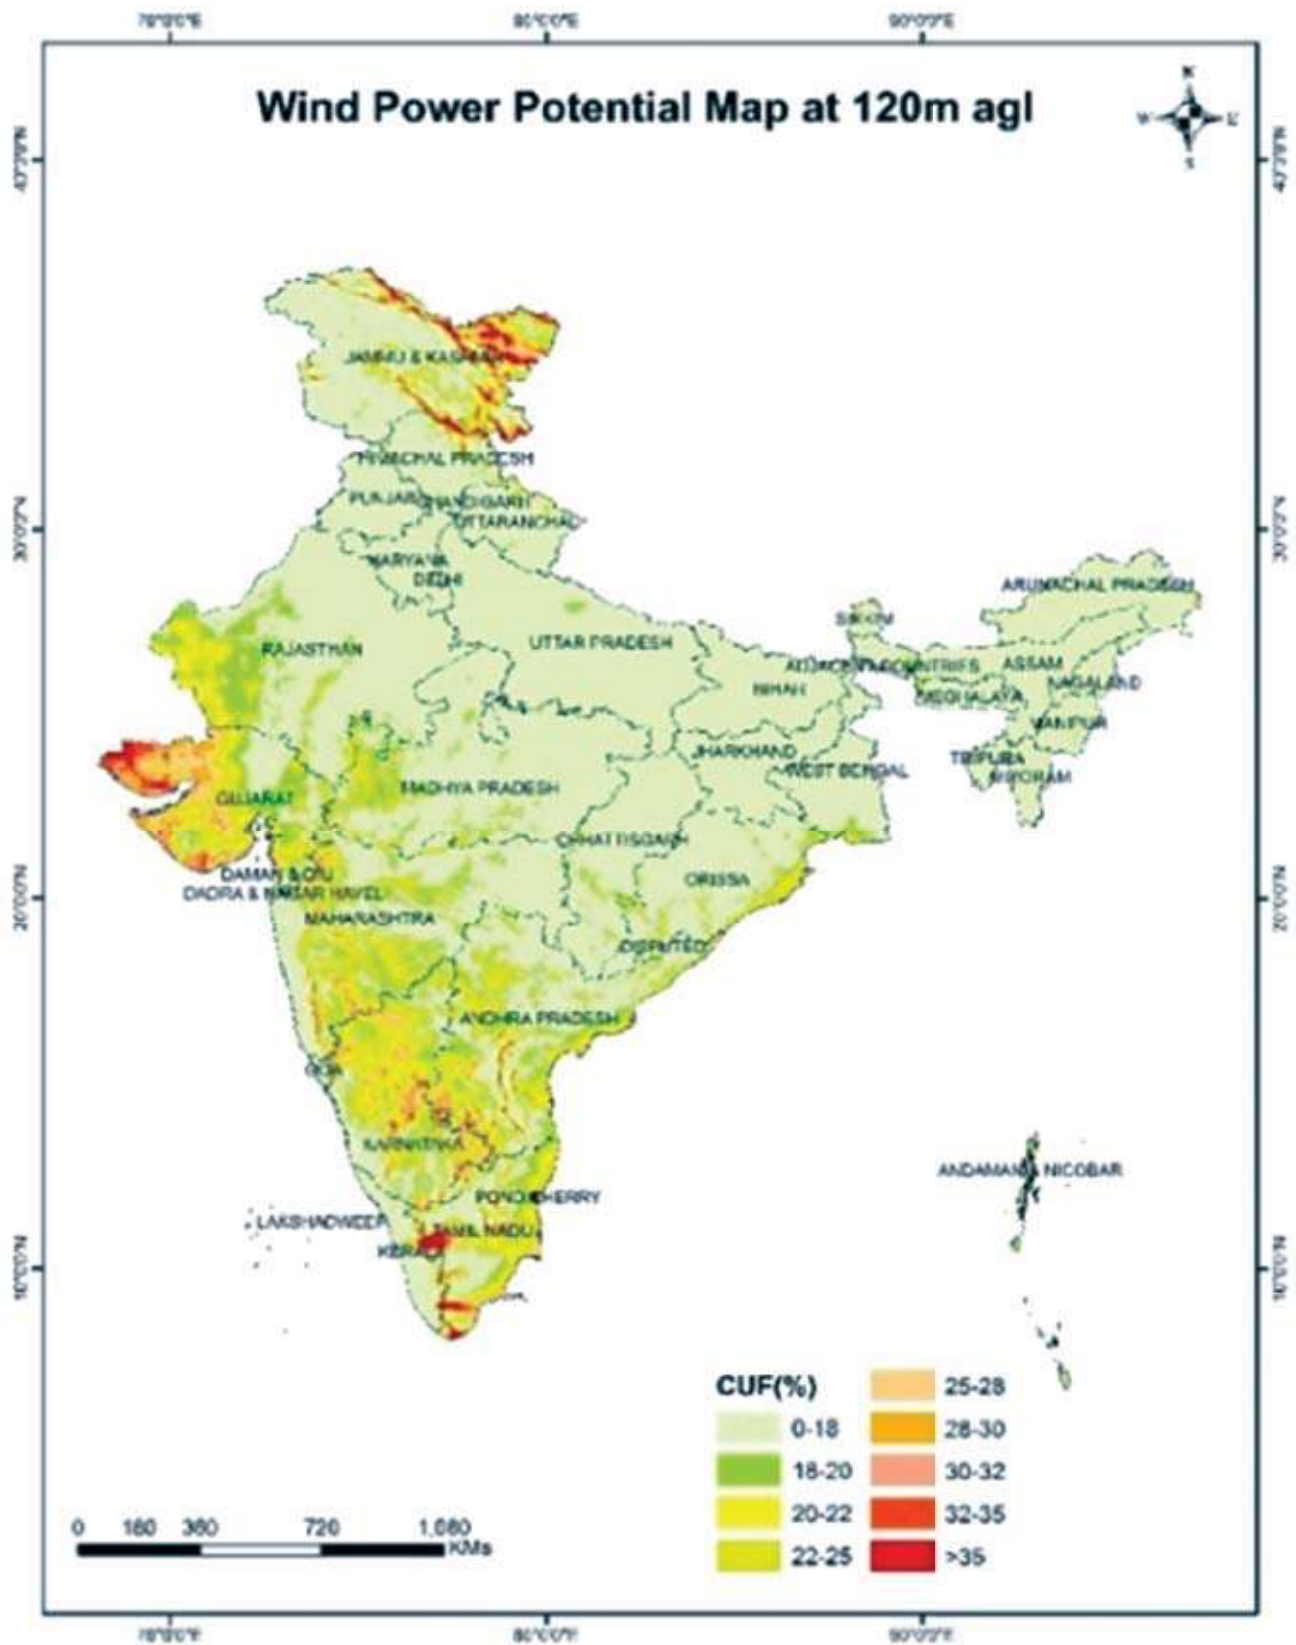 Wind Power Potential Map at 120m agl
W
S
JAMMU & KASHMIR
HIMACHAL PRADESH
PUNJAB
CHANDIGARH
UTTARANCHAL
HARYANA
DELHI
ARUNACHAL PRADESH
SIKKIM
RAJASTHAN
UTTAR PRADESH
ADJACENT COUNTRIES
ASSAM
NAGALAND
BIHAR
MEGHALAYA
MANIPUR
JHARKHAND
TRIPURA
WEST BENGAL
MIZORAM
MADHYA PRADESH
GUJARAT
CHHATTISGARH
DAMAN & DIU
ORISSA
DADRA & NAGAR HAVELI
MAHARASHTRA
DISPUTED
ANDHRA PRADESH
GOA
KARNATAKA
ANDAMAN & NICOBAR
PONDICHERRY
LAKSHADWEEP
TAMIL NADU
KERALA
CUF(%)
0-18
18-20
20-22
22-25
25-28
28-30
30-32
32-35
>35
0 180 360 720 1,080
KMs